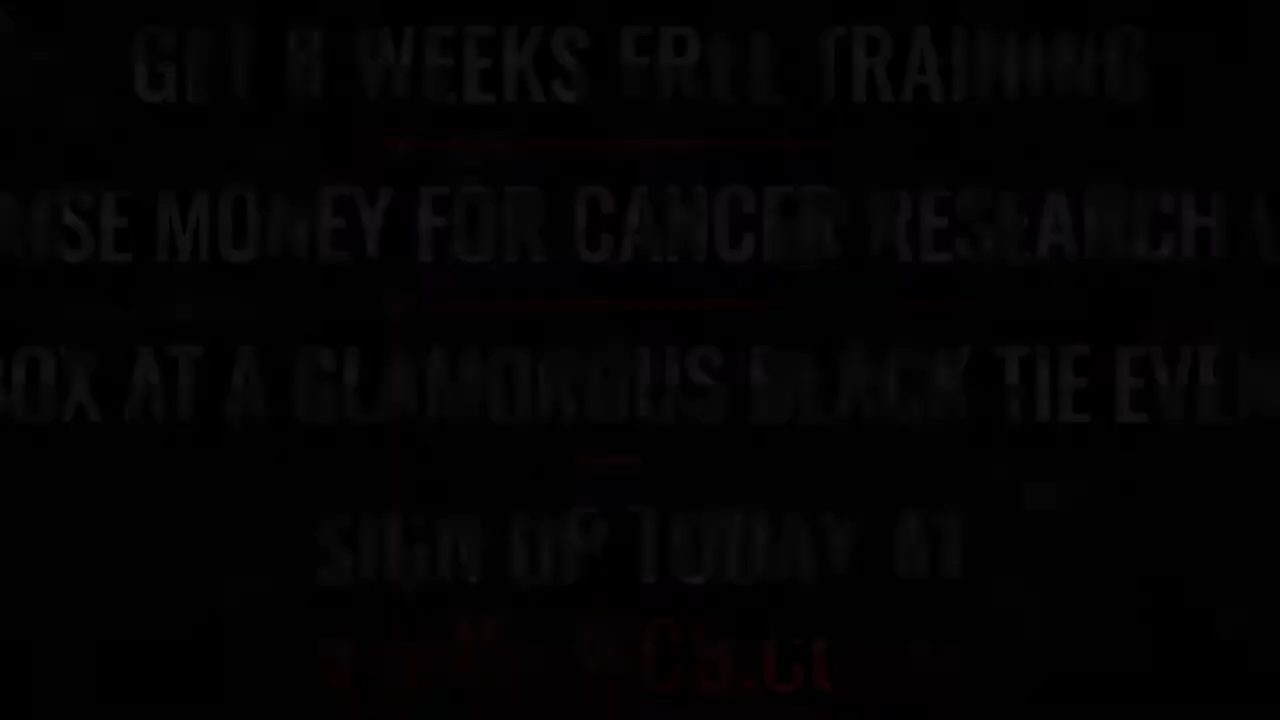 GET 8 WEEKS FREE TRAINING
MONEY FOR CANCER RESEARCH
AT A GLAMOROUS BLACK TIE
SIGN UP TODAY AT